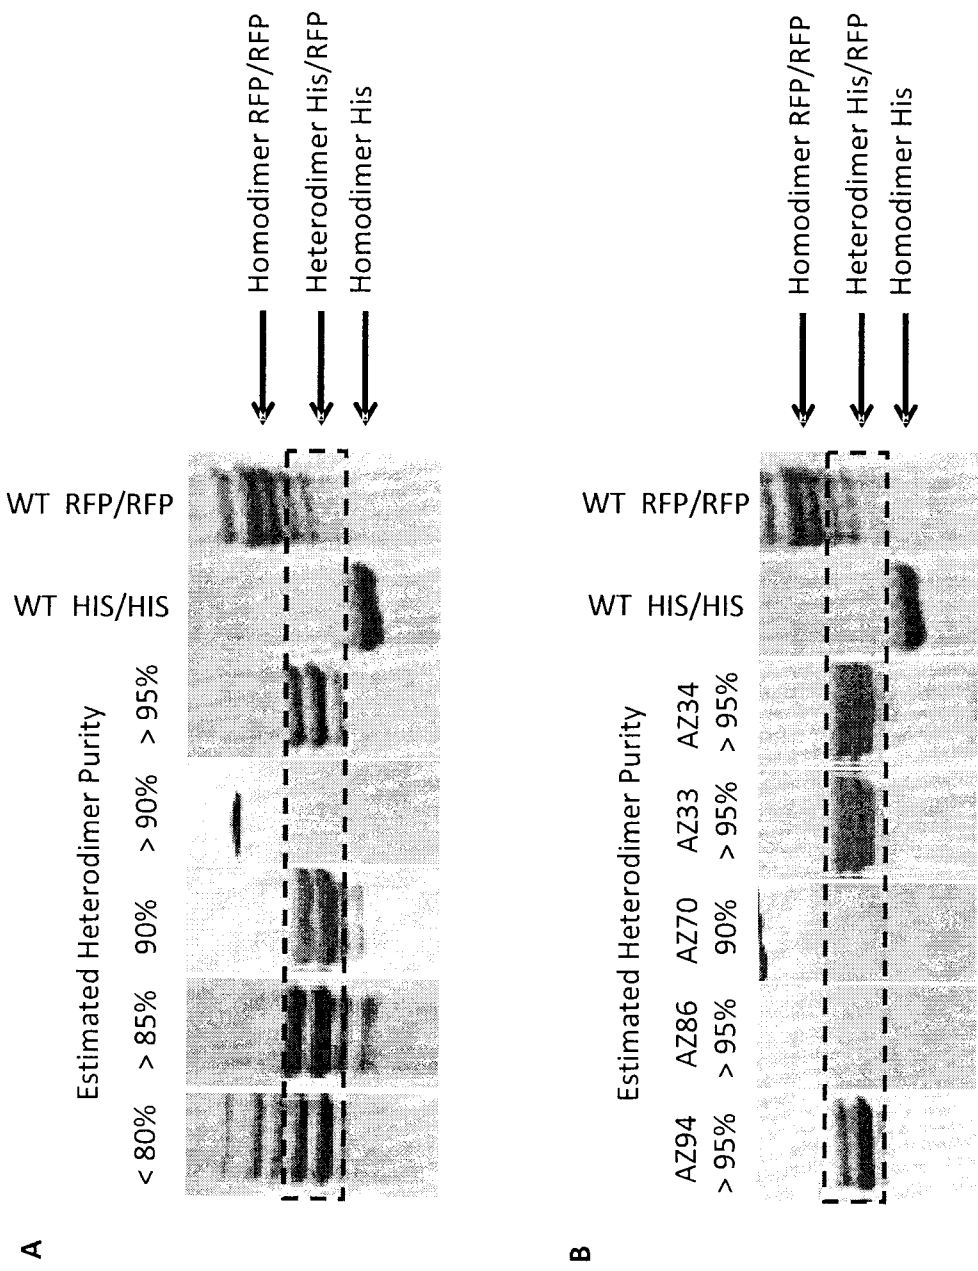 A
Estimated Heterodimer Purity
< 80%
> 85%
90%
> 90%
> 95%
WT HIS/HIS
WT RFP/RFP
Homodimer RFP/RFP
Heterodimer His/RFP
Homodimer His
B
Estimated Heterodimer Purity
AZ94
> 95%
AZ86
> 95%
AZ70
90%
AZ33
> 95%
AZ34
> 95%
WT HIS/HIS
WT RFP/RFP
Homodimer RFP/RFP
Heterodimer His/RFP
Homodimer His